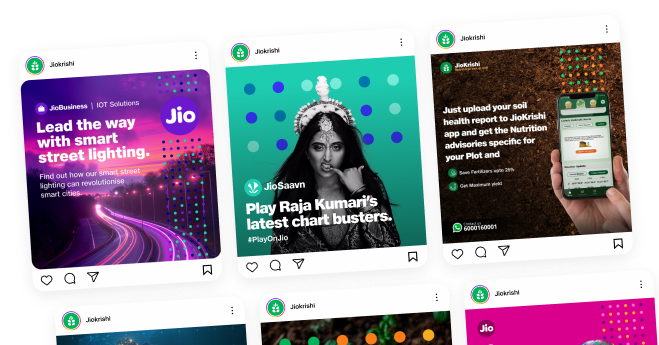 Jiokrishi
JioBusiness | IOT Solutions
Jio
Lead the way
with smart
street lighting.
Find out how our smart street
lighting can revolutionise
smart cities.
Jiokrishi
JioSaavn
Play Raja Kumari's
latest chart busters.
#PlayOnJio
Jiokrishi
JioKrishi
Just upload your soil
health report to JioKrishi
app and get the Nutrition
advisories specific for
your Plot and
Save Fertilizers upto 25%
Get Maximum yield
6000160001
Jiokrishi
Jiokrishi
Jiokrishi
Jio